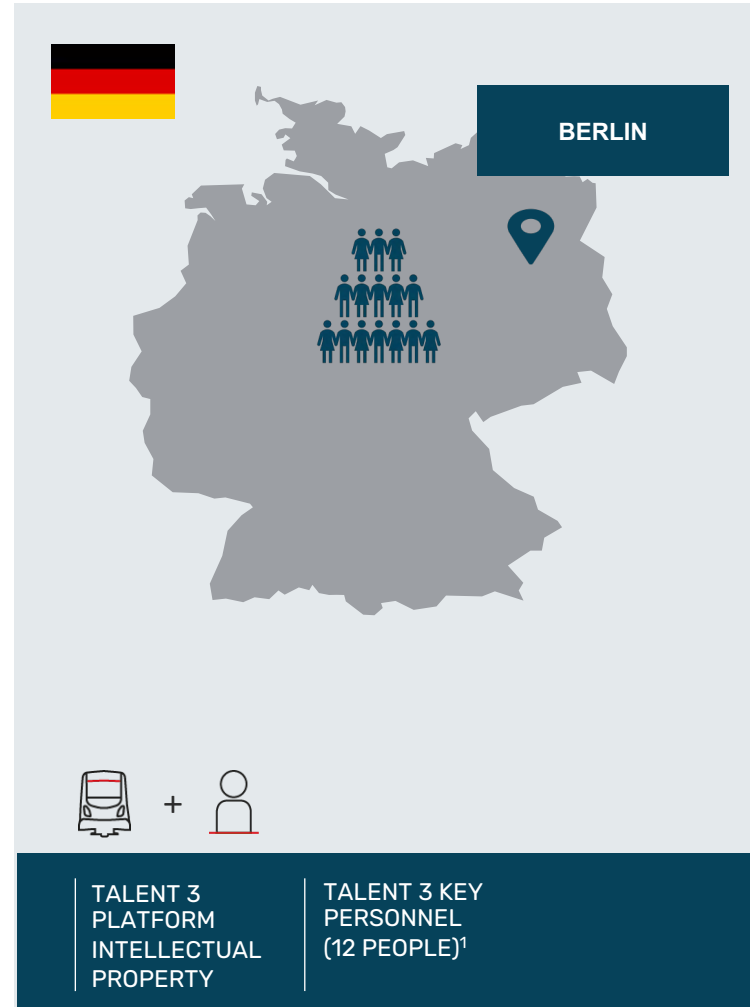 BERLIN
+
TALENT 3
PLATFORM
INTELLECTUAL
PROPERTY
TALENT 3 KEY
PERSONNEL
(12 PEOPLE)¹